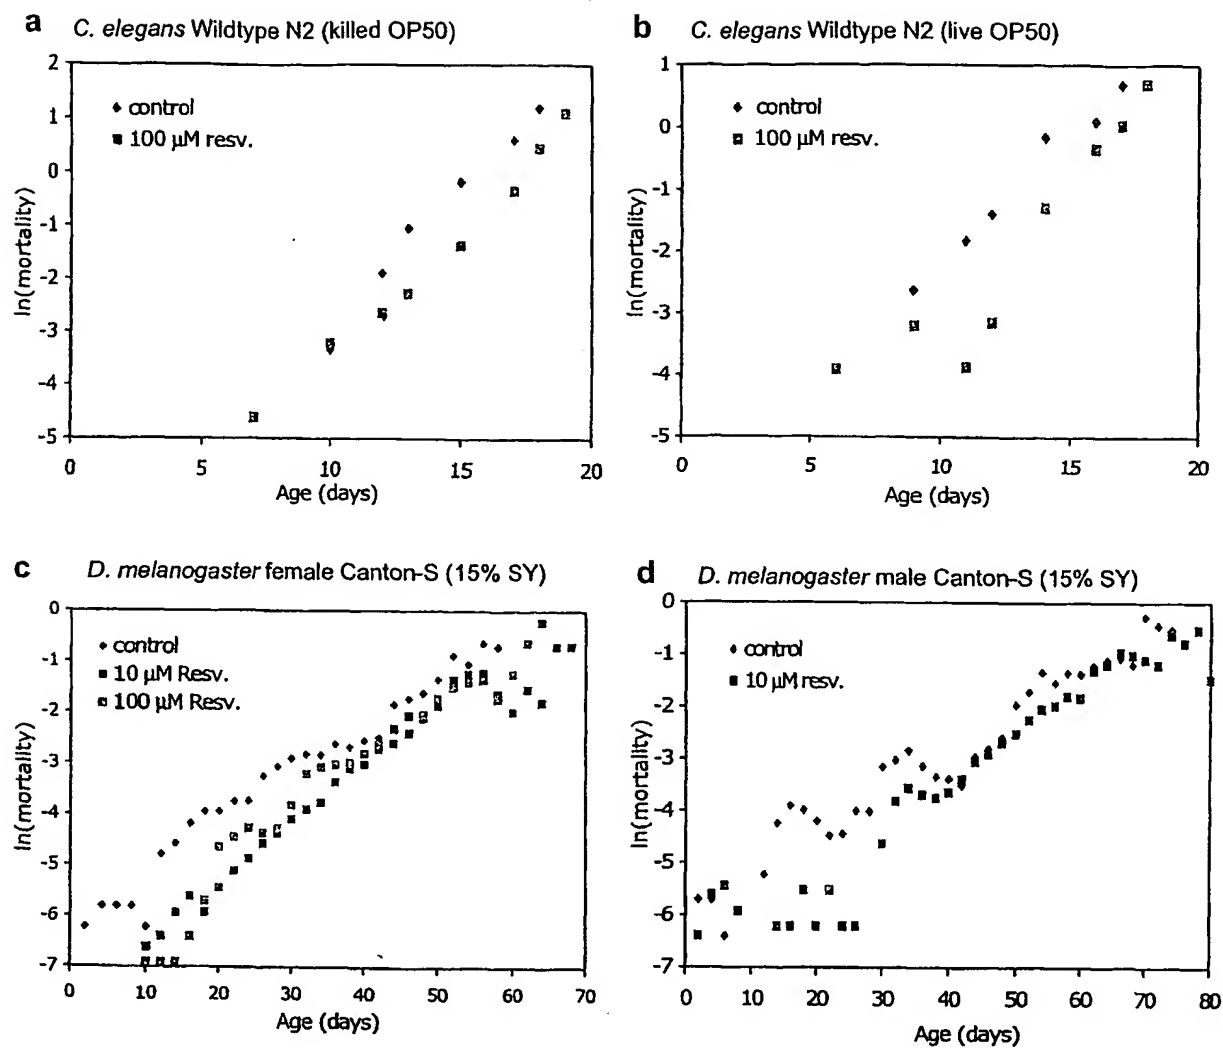 a C. elegans Wildtype N2 (killed OP50)
2
1
0
-1
-2
-3
-4
-5
ln(mortality)
control
100 µM resv.
0 5 10 15 20
Age (days)
b C. elegans Wildtype N2 (live OP50)
1
0
-1
-2
-3
-4
-5
ln(mortality)
control
100 µM resv.
0 5 10 15 20
Age (days)
c D. melanogaster female Canton-S (15% SY)
0
-1
-2
-3
-4
-5
-6
-7
ln(mortality)
control
10 µM Resv.
100 µM Resv.
0 10 20 30 40 50 60 70
Age (days)
d D. melanogaster male Canton-S (15% SY)
0
-1
-2
-3
-4
-5
-6
-7
ln(mortality)
control
10 µM resv.
0 10 20 30 40 50 60 70 80
Age (days)